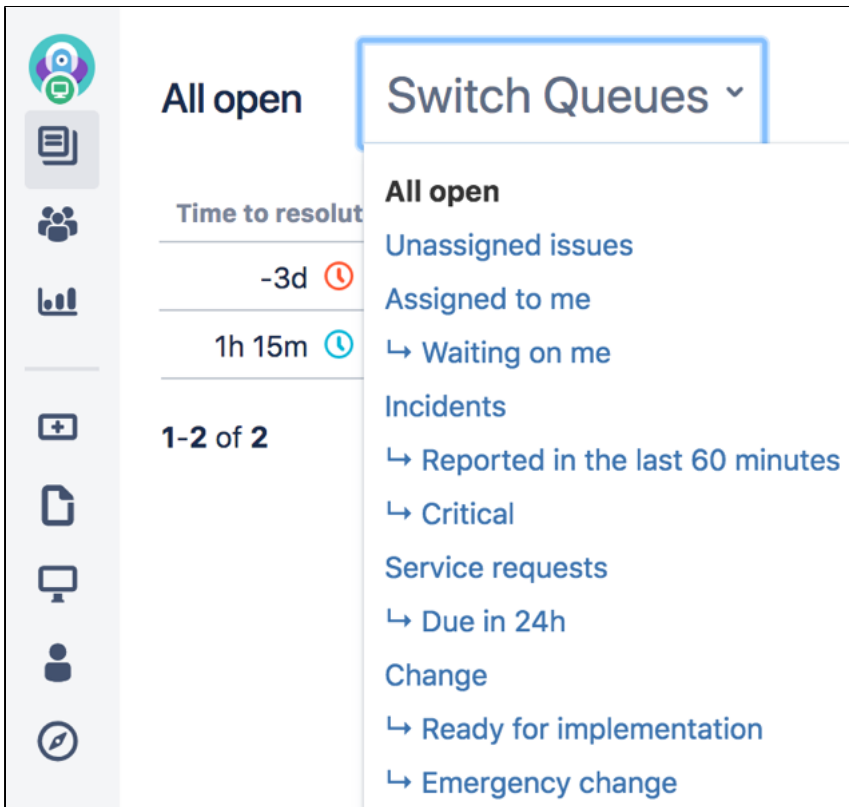 All open
Switch Queues
Time to resolut
-3d
1h 15m
1-2 of 2
All open
Unassigned issues
Assigned to me
↳ Waiting on me
Incidents
↳ Reported in the last 60 minutes
↳ Critical
Service requests
↳ Due in 24h
Change
↳ Ready for implementation
↳ Emergency change